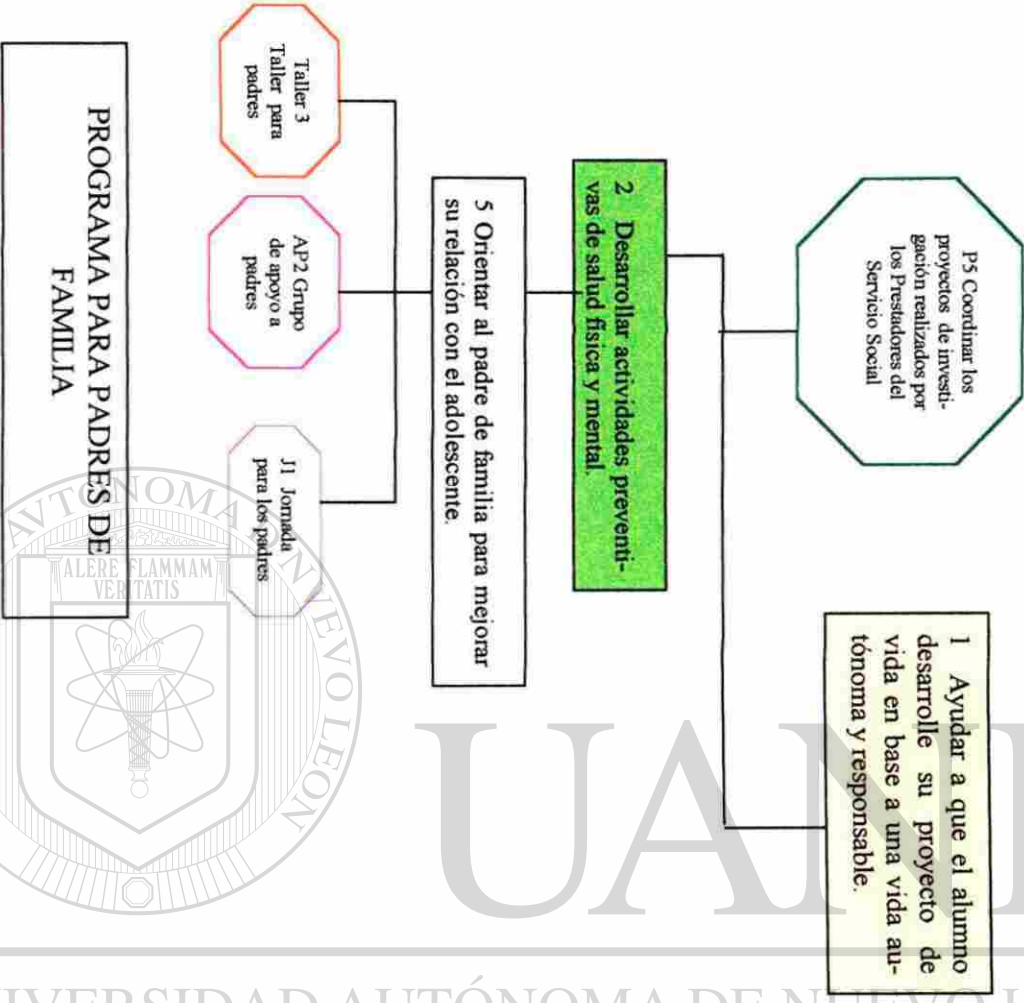 P5 Coordinar los
proyectos de investi-
gación realizados por
los Prestadores del
Servicio Social
1 Ayudar a que el alumno
desarrolle su proyecto de
vida en base a una vida au-
tónoma y responsable.
2 Desarrollar actividades preventi-
vas de salud física y mental.
5 Orientar al padre de familia para mejorar
su relación con el adolescente.
Taller 3
Taller para
padres
AP2 Grupo
de apoyo a
padres
J1 Jornada
para los padres
PROGRAMA PARA PADRES DE
FAMILIA
ALERE FLAMMAM
VERITATIS
NUEVO LEON